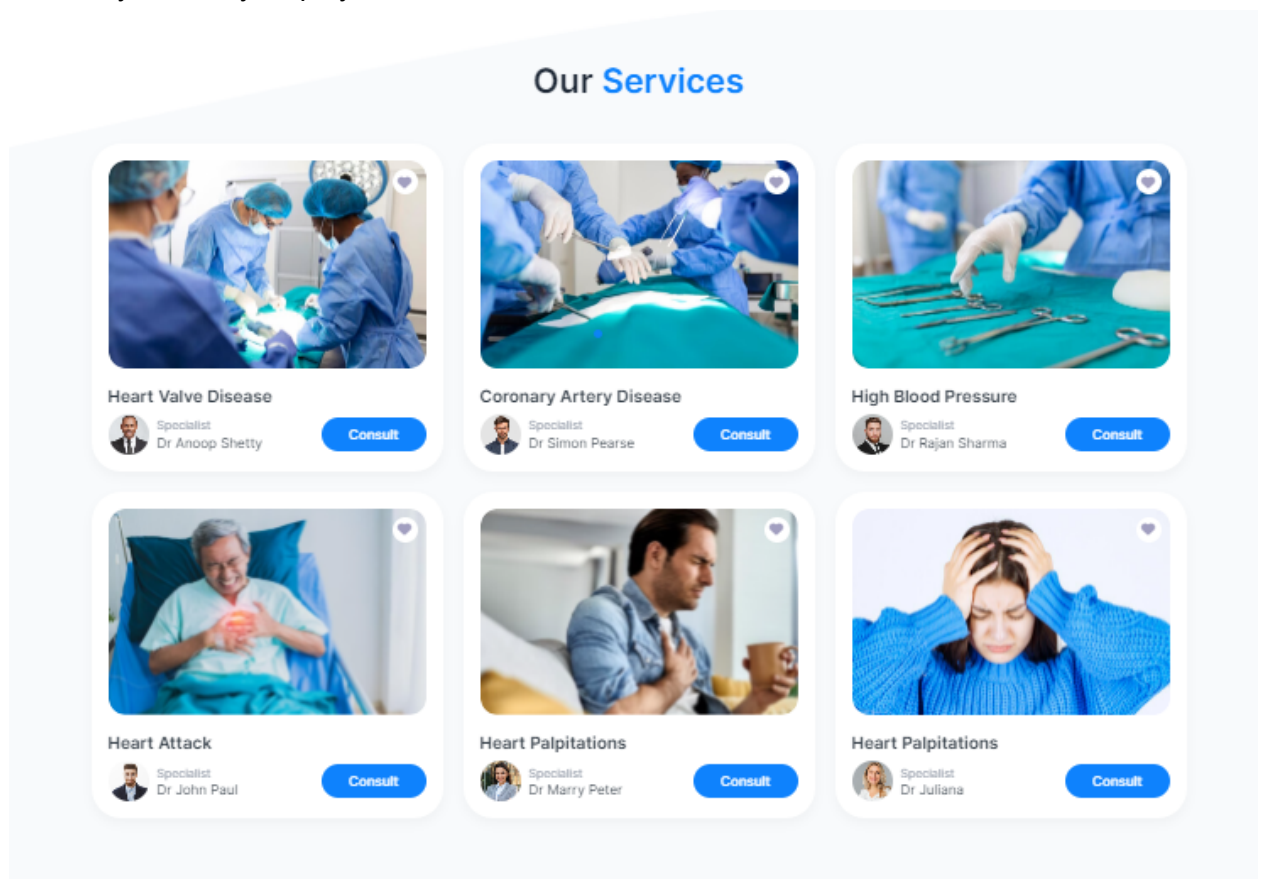 Our Services
Heart Valve Disease
Specialist
Dr Anoop Shetty
Consult
Coronary Artery Disease
Specialist
Dr Simon Pearse
Consult
High Blood Pressure
Specialist
Dr Rajan Sharma
Consult
Heart Attack
Specialist
Dr John Paul
Consult
Heart Palpitations
Specialist
Dr Marry Peter
Consult
Heart Palpitations
Specialist
Dr Juliana
Consult